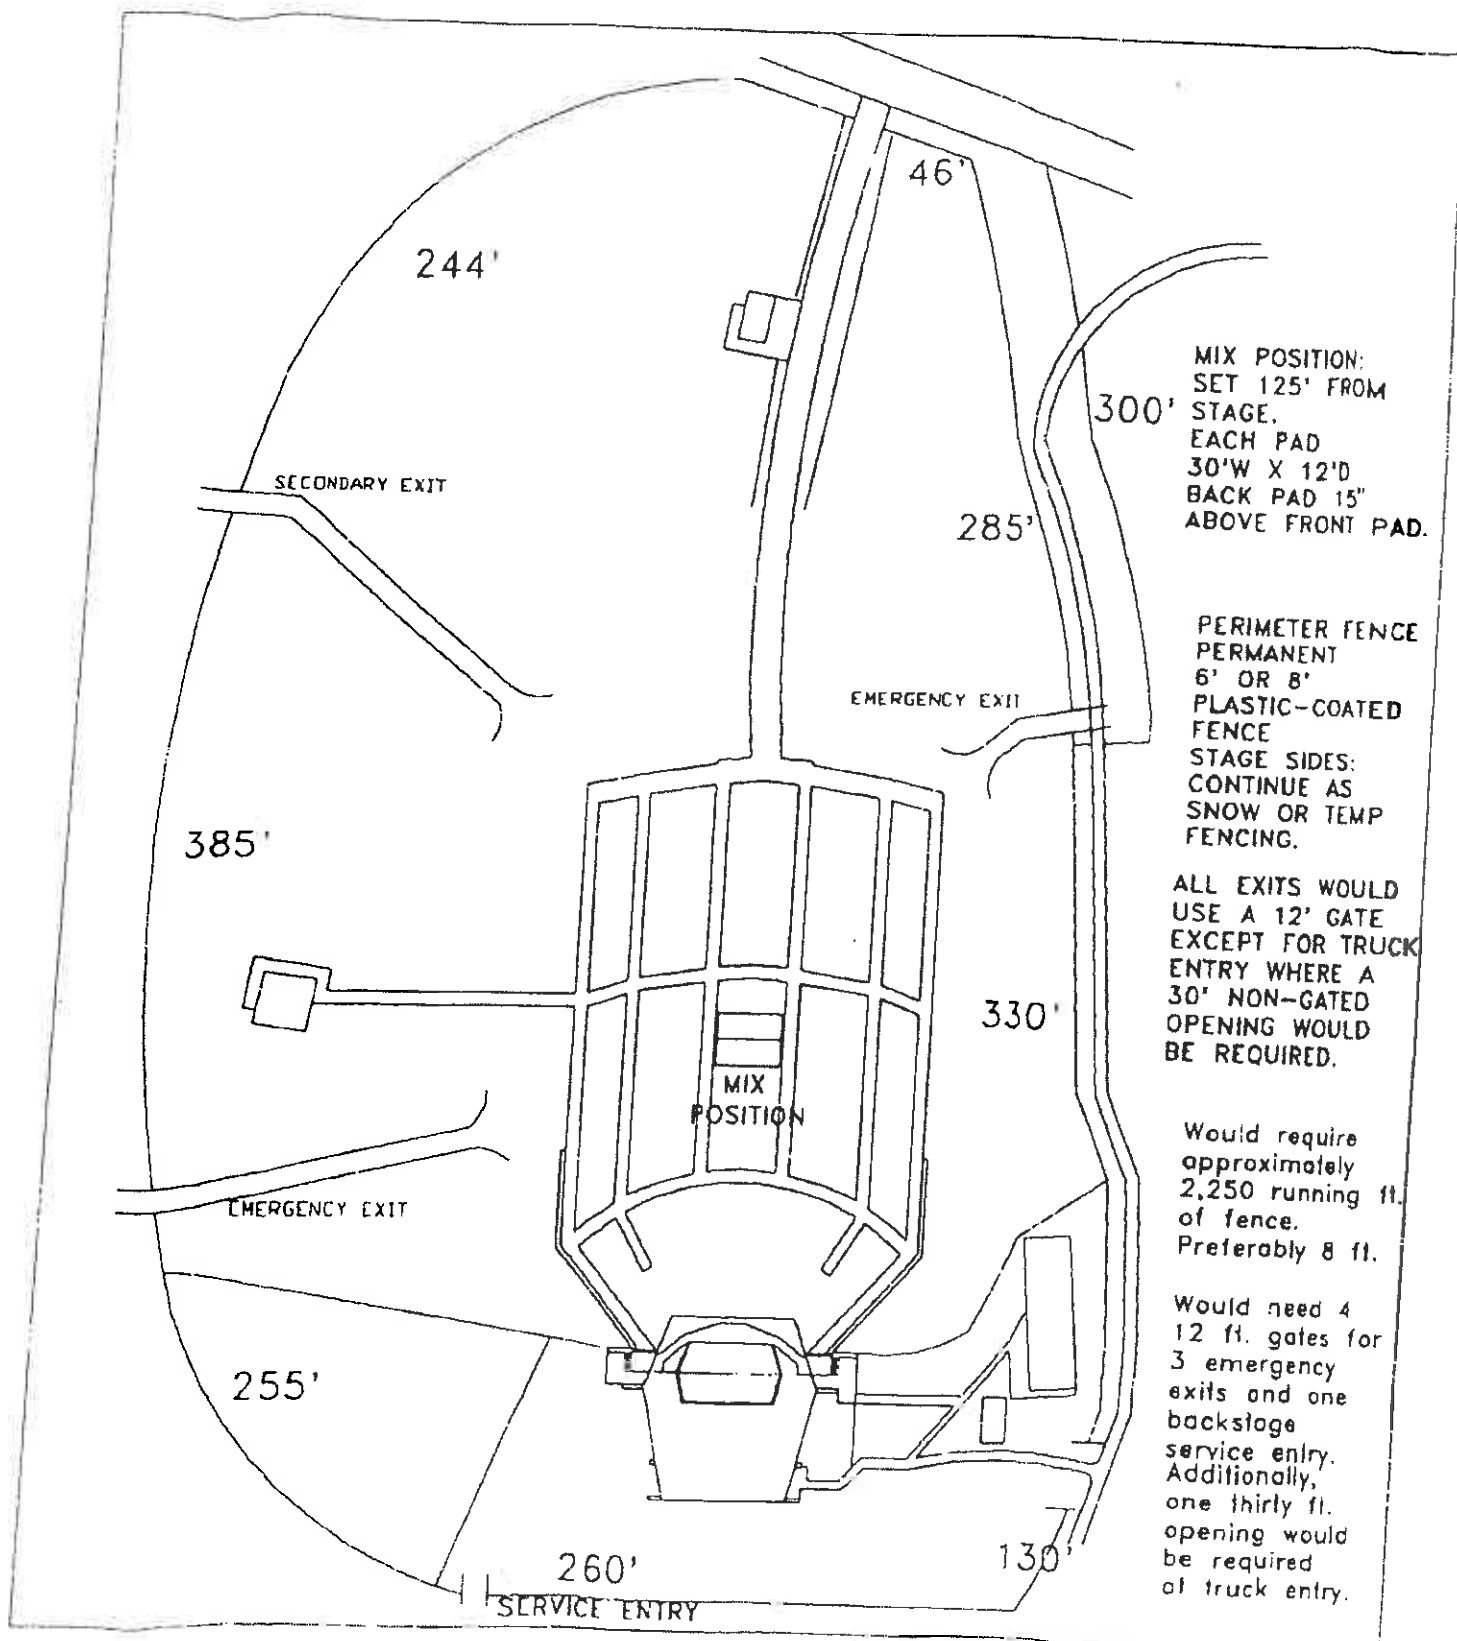 46'
244'
MIX POSITION:
SET 125' FROM
STAGE.
EACH PAD
30'W X 12'D
BACK PAD 15"
ABOVE FRONT PAD.
300'
SECONDARY EXIT
285'
PERIMETER FENCE
PERMANENT
6' OR 8'
PLASTIC-COATED
FENCE
STAGE SIDES:
CONTINUE AS
SNOW OR TEMP
FENCING.
EMERGENCY EXIT
385'
ALL EXITS WOULD
USE A 12' GATE
EXCEPT FOR TRUCK
ENTRY WHERE A
30' NON-GATED
OPENING WOULD
BE REQUIRED.
330'
MIX
POSITION
Would require
approximately
2,250 running ft.
of fence.
Preferably 8 ft.
EMERGENCY EXIT
Would need 4
12 ft. gates for
3 emergency
exits and one
backstage
service entry.
Additionally,
one thirty ft.
opening would
be required
at truck entry.
255'
260'
130'
SERVICE ENTRY